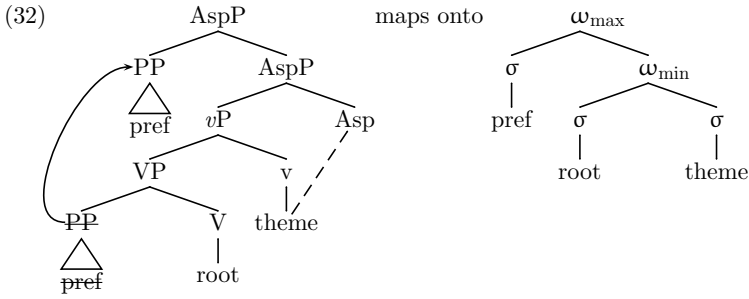 (32) AspP maps onto ωmax
PP AspP σ ωmin
pref vP Asp pref σ σ
VP v root theme
PP V theme
pref root